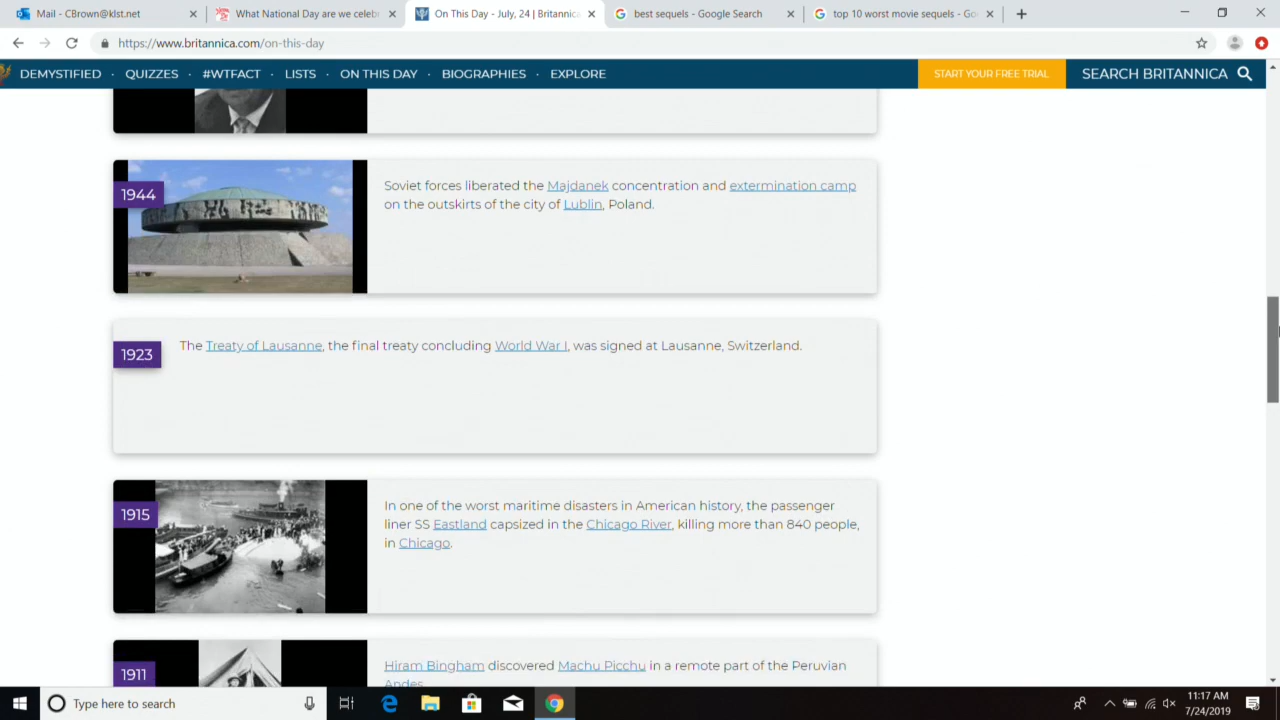 Mail - CBrown@klst.net
What National Day are we celeb
On This Day - July, 24 | Britannica
best sequels - Google Search
top 10 worst movie sequels - Go
https://www.britannica.com/on-this-day
DEMYSTIFIED · QUIZZES · #WTFACT · LISTS · ON THIS DAY · BIOGRAPHIES · EXPLORE
START YOUR FREE TRIAL
SEARCH BRITANNICA
1944
Soviet forces liberated the Majdanek concentration and extermination camp
on the outskirts of the city of Lublin, Poland.
1923
The Treaty of Lausanne, the final treaty concluding World War I, was signed at Lausanne, Switzerland.
1915
In one of the worst maritime disasters in American history, the passenger
liner SS Eastland capsized in the Chicago River, killing more than 840 people,
in Chicago.
1911
Hiram Bingham discovered Machu Picchu in a remote part of the Peruvian
Andes.
Type here to search
11:17 AM
7/24/2019